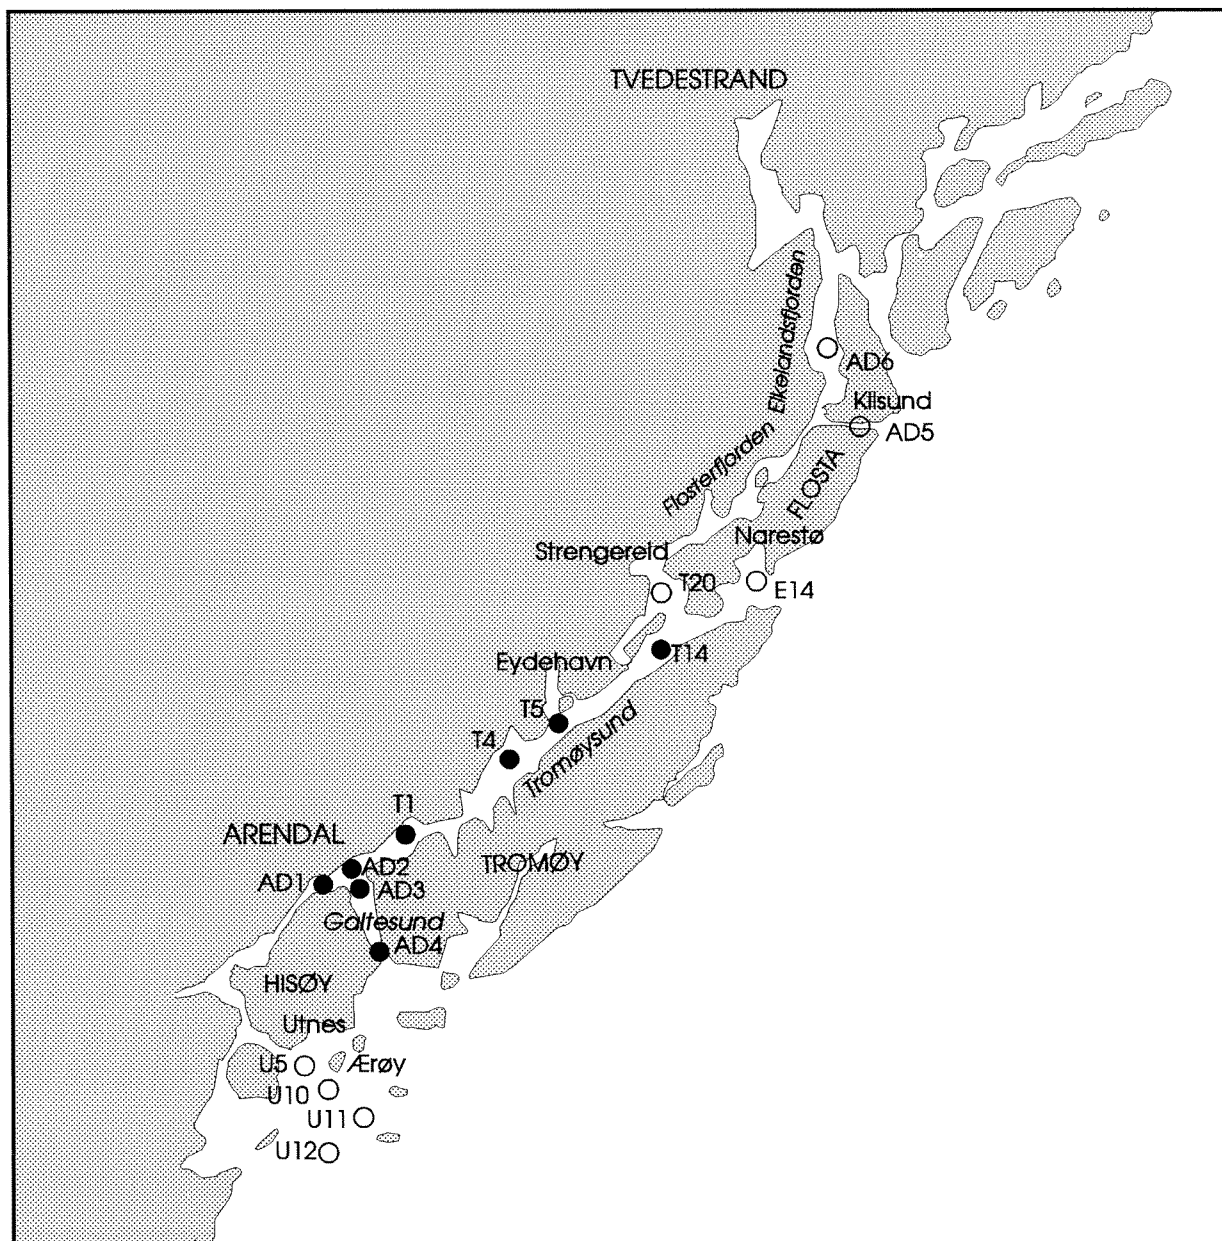 TVEDESTRAND
Eikelandsfjorden
AD6
Kilsund
AD5
Flosterfjorden
FLOSTA
Narestø
Strengereid
T20
E14
T14
Eydehavn
T5
Tromøysund
T4
T1
ARENDAL
AD2
TROMØY
AD1
AD3
Galtesund
AD4
HISØY
Utnes
U5
Ærøy
U10
U11
U12